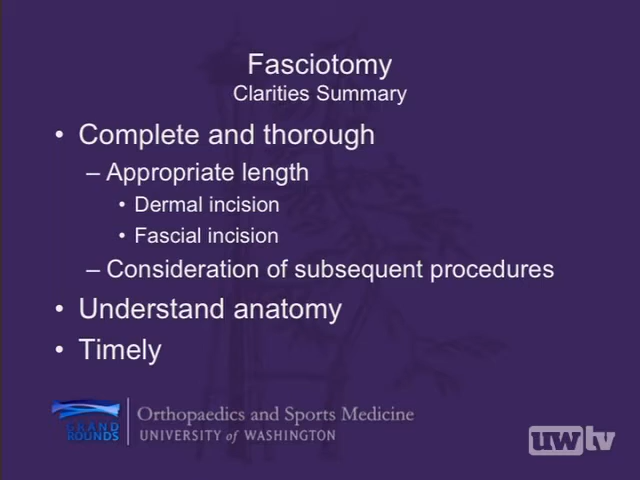 Fasciotomy
Clarities Summary
• Complete and thorough
– Appropriate length
• Dermal incision
• Fascial incision
– Consideration of subsequent procedures
• Understand anatomy
• Timely
GRAND
ROUNDS
Orthopaedics and Sports Medicine
UNIVERSITY of WASHINGTON
uwtv